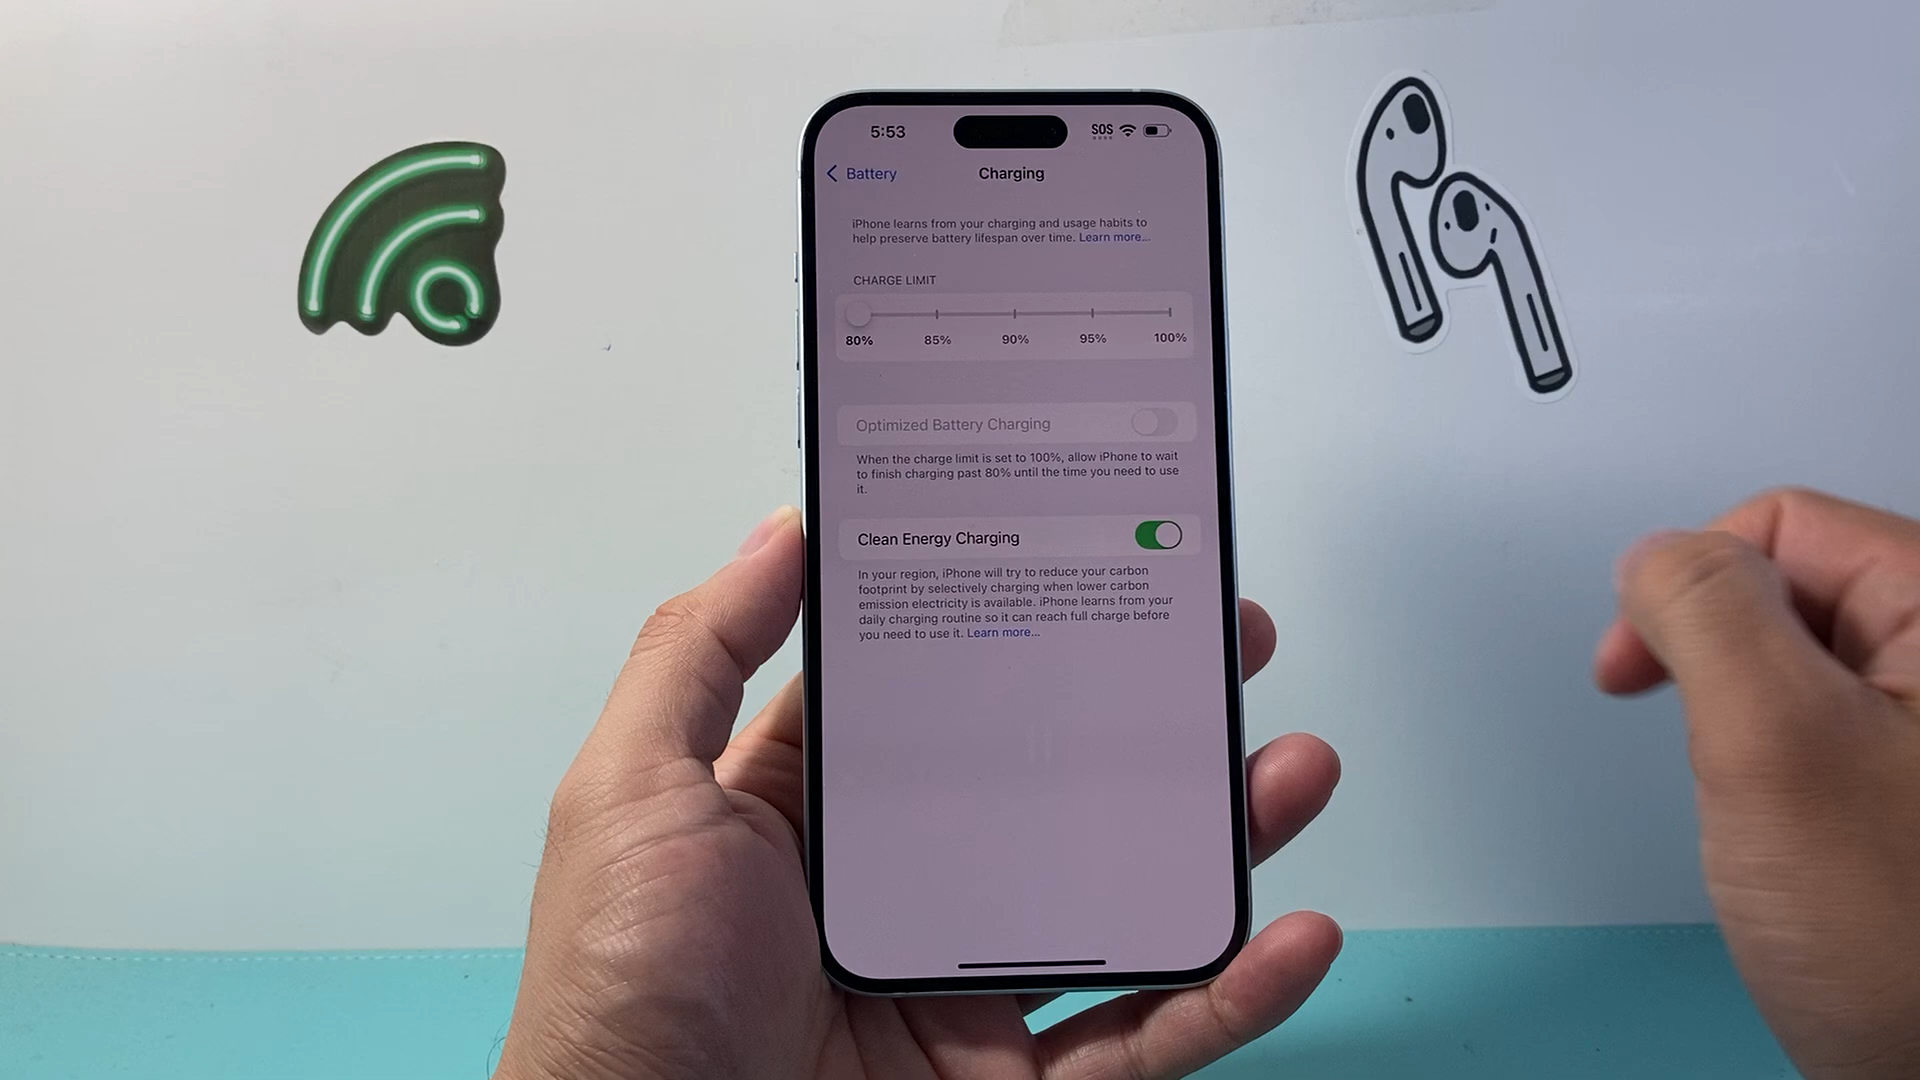 5:53
SOS
Battery
Charging
iPhone learns from your charging and usage habits to
help preserve battery lifespan over time. Learn more...
CHARGE LIMIT
80% 85% 90% 95% 100%
Optimized Battery Charging
When the charge limit is set to 100%, allow iPhone to wait
to finish charging past 80% until the time you need to use
it.
Clean Energy Charging
In your region, iPhone will try to reduce your carbon
footprint by selectively charging when lower carbon
emission electricity is available. iPhone learns from your
daily charging routine so it can reach full charge before
you need to use it. Learn more...